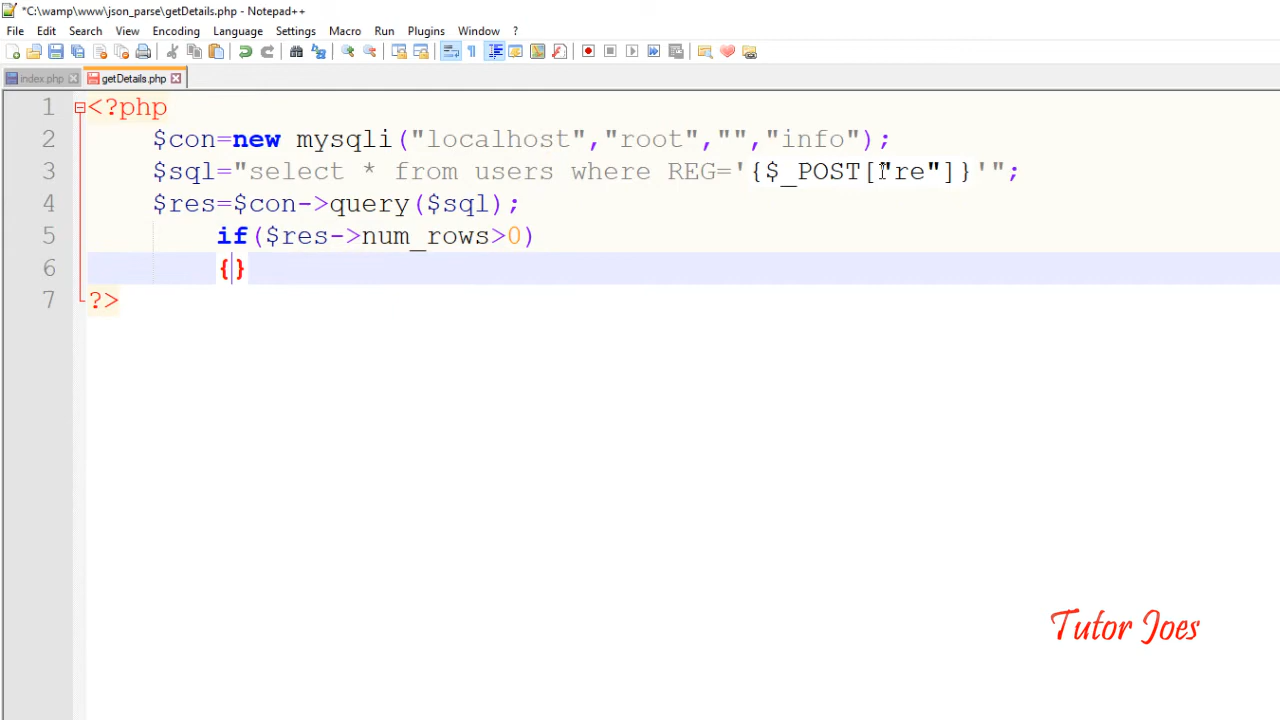 *C:\wamp\www\json_parse\getDetails.php - Notepad++
File Edit Search View Encoding Language Settings Macro Run Plugins Window ?
index.php getDetails.php
1 <?php
2 $con=new mysqli("localhost","root","","info");
3 $sql="select * from users where REG='{$_POST["re"]}'";
4 $res=$con->query($sql);
5 if($res->num_rows>0)
6 {}
7 ?>
Tutor Joes